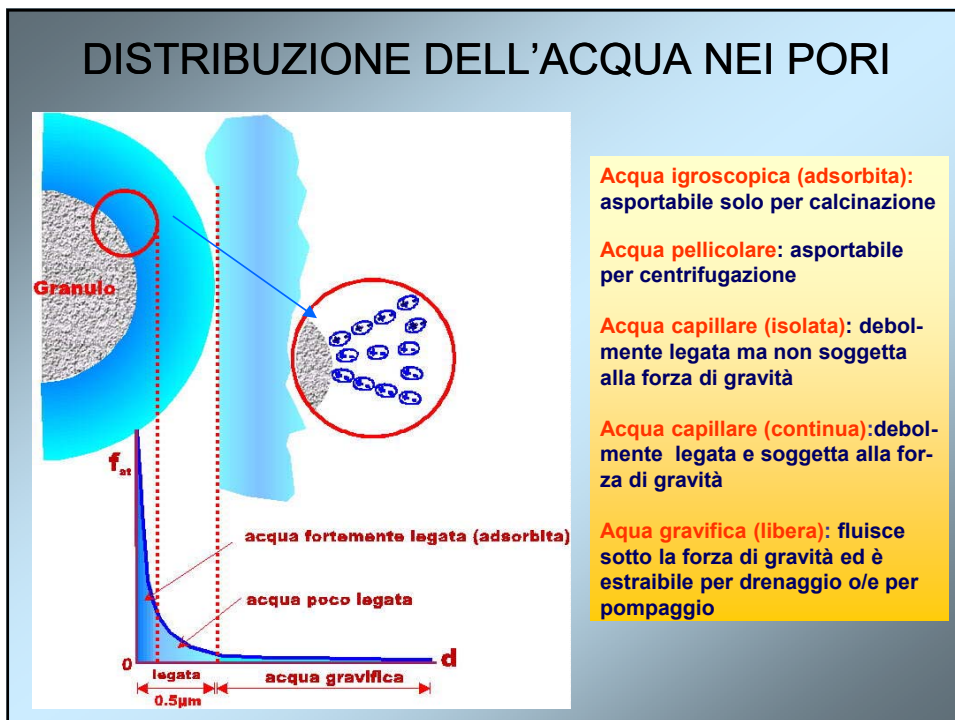 DISTRIBUZIONE DELL'ACQUA NEI PORI
Granulo
f at
acqua fortemente legata (adsorbita)
acqua poco legata
0
d
legata
acqua gravifica
0.5µm
Acqua igroscopica (adsorbita):
asportabile solo per calcinazione
Acqua pellicolare: asportabile
per centrifugazione
Acqua capillare (isolata): debol-
mente legata ma non soggetta
alla forza di gravità
Acqua capillare (continua):debol-
mente legata e soggetta alla for-
za di gravità
Aqua gravifica (libera): fluisce
sotto la forza di gravità ed è
estraibile per drenaggio o/e per
pompaggio